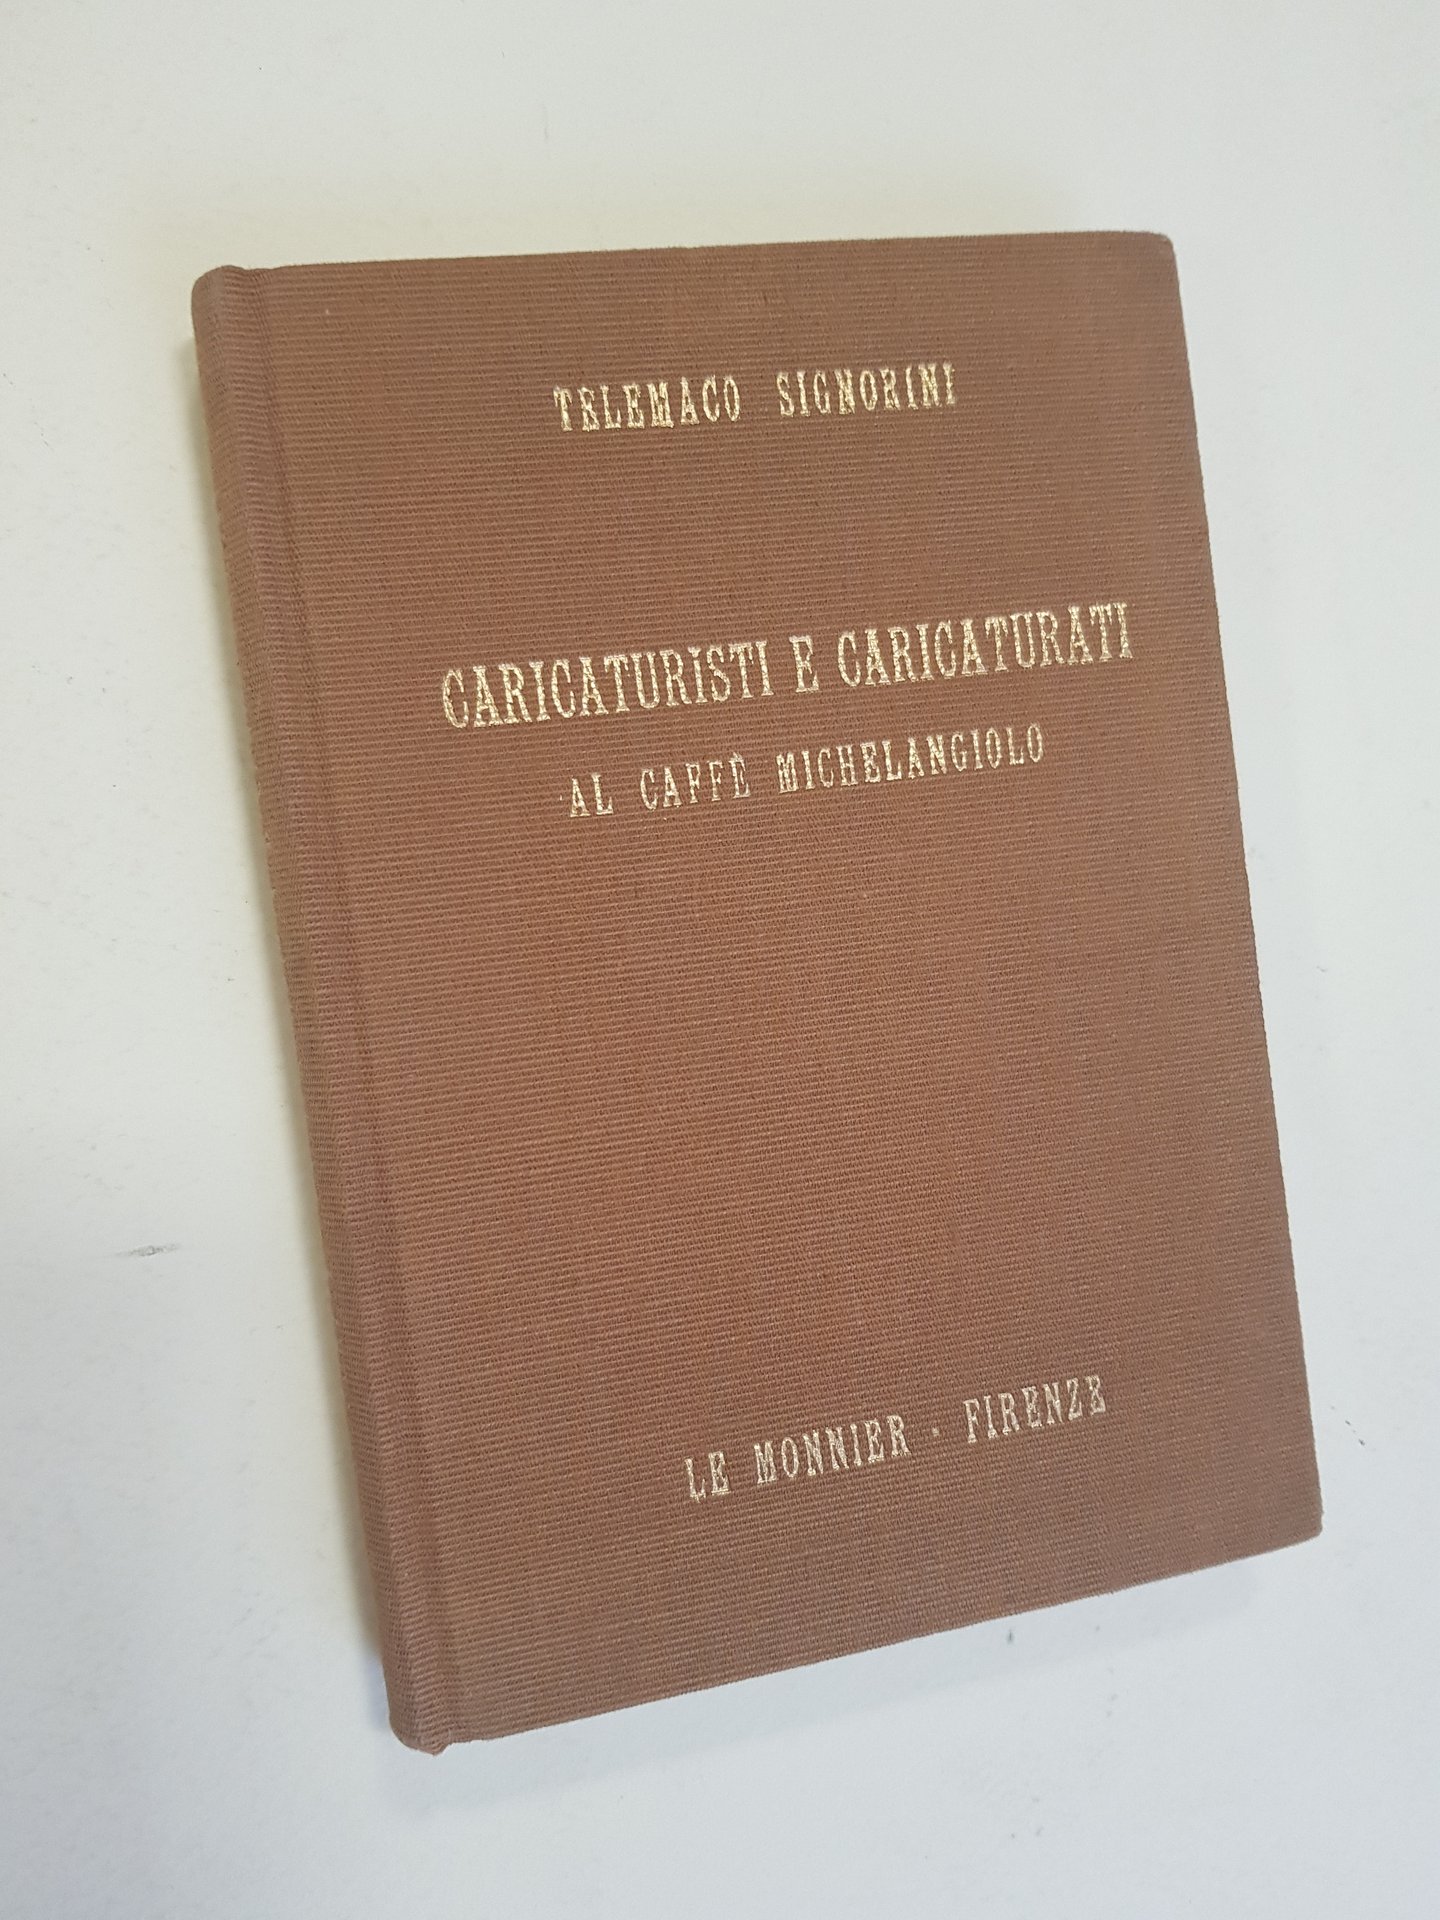 TELEMACO SIGNORINI
CARICATURISTI E CARICATURATI
AL CAFFÈ MICHELANGIOLO
LE MONNIER · FIRENZE